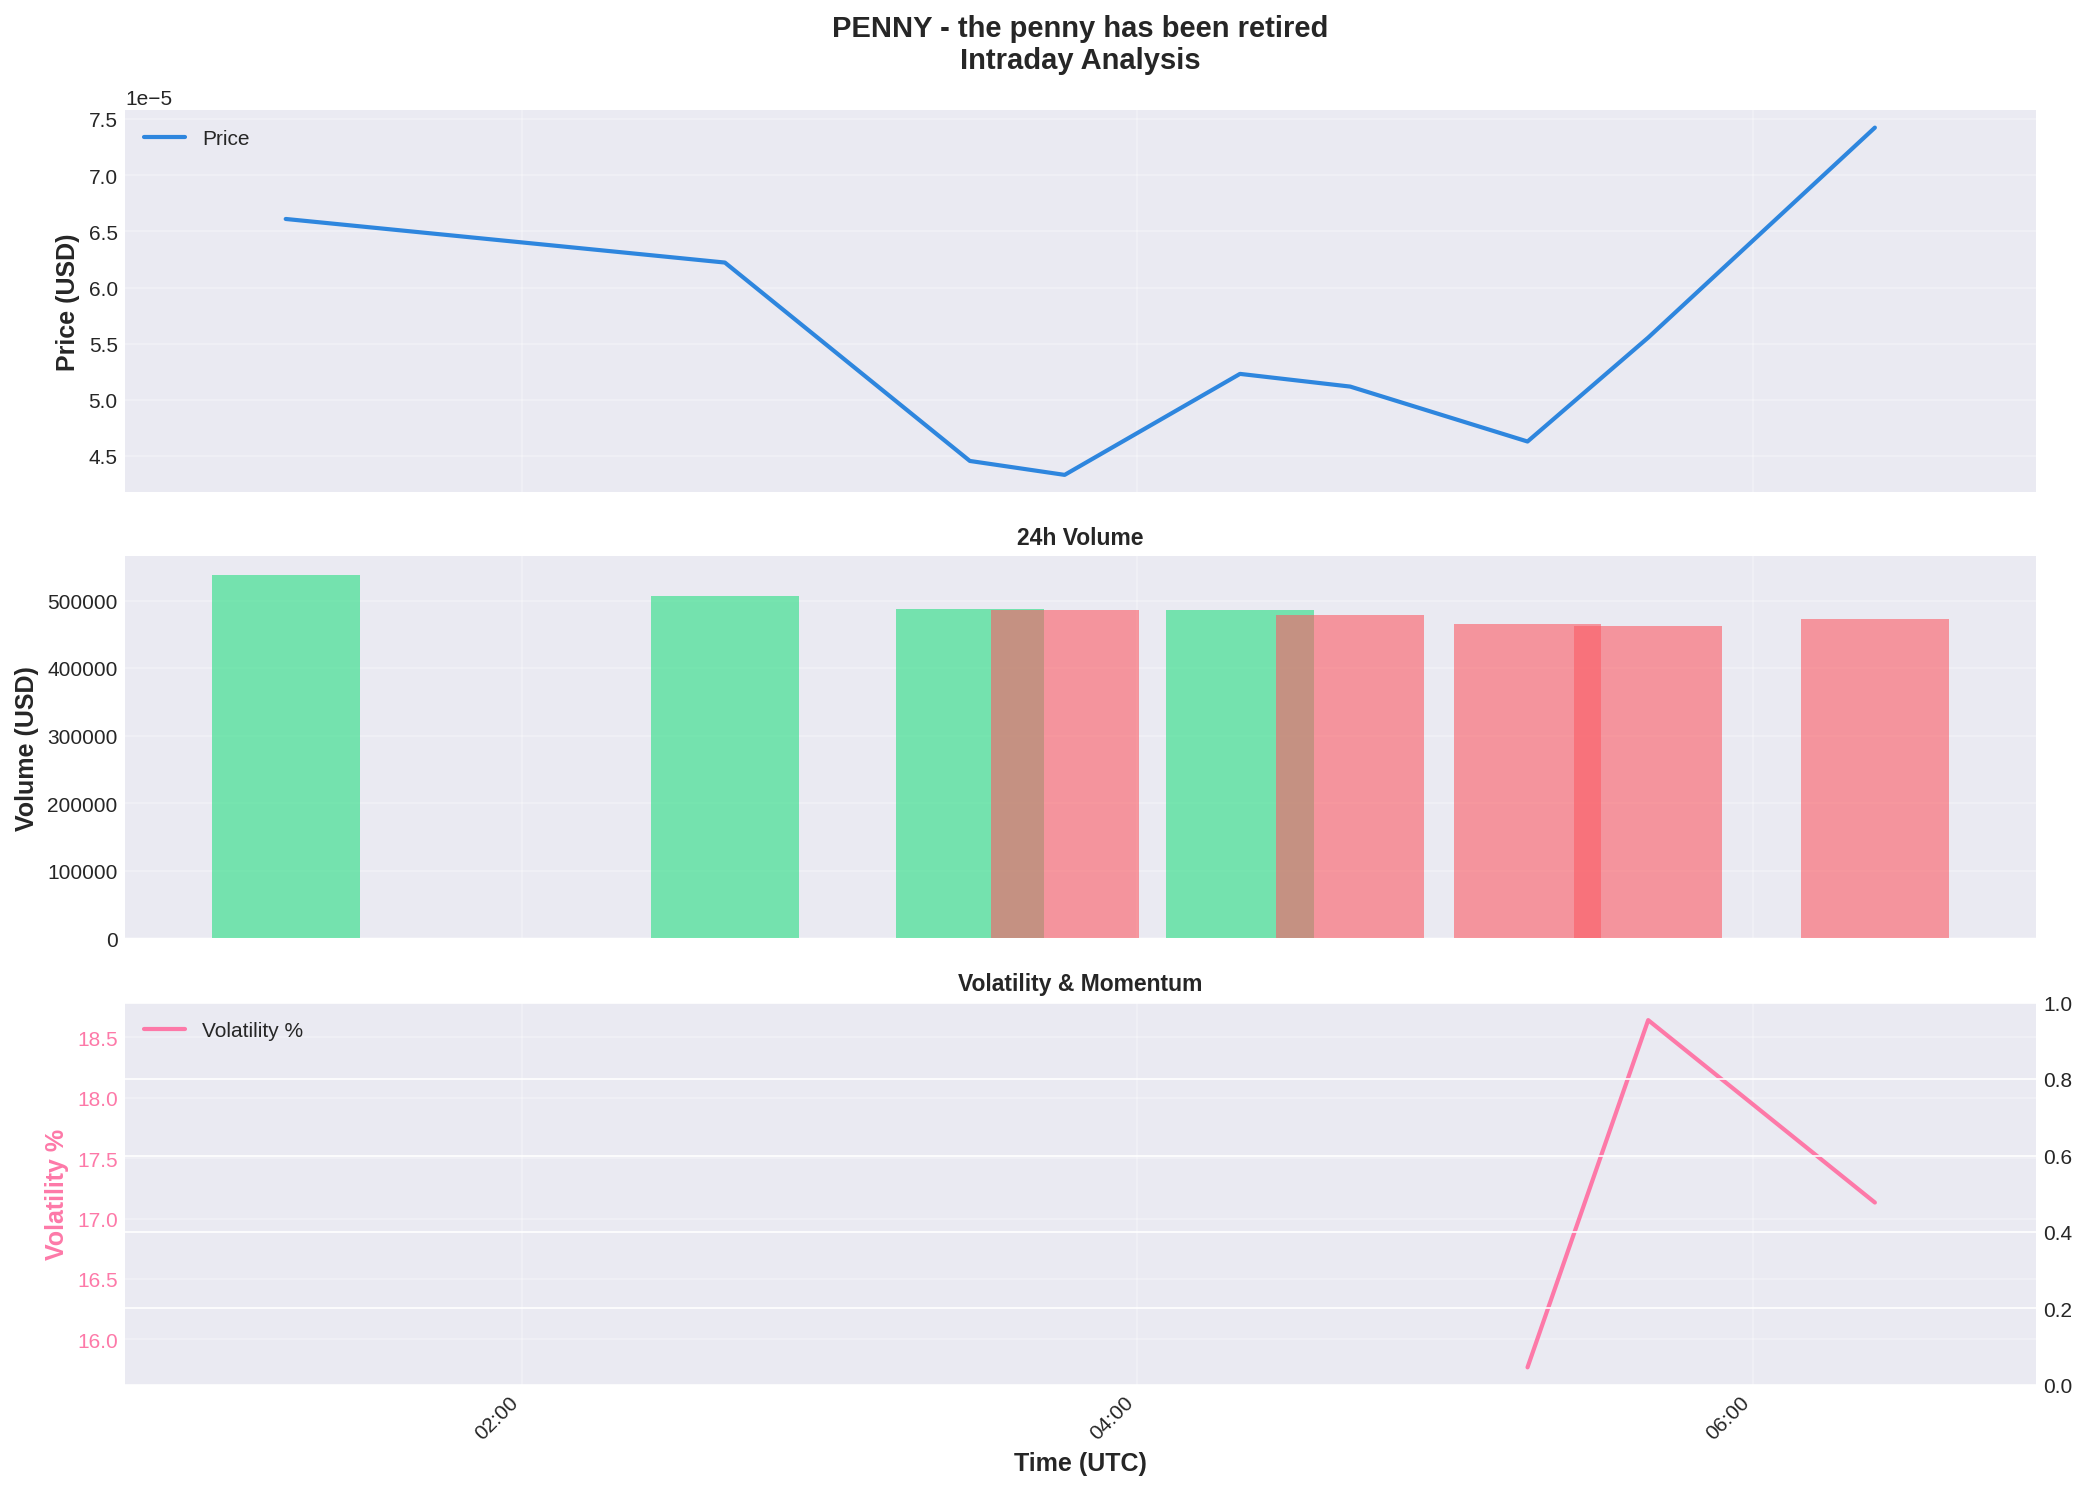 PENNY - the penny has been retired
Intraday Analysis
1e−5
7.5
7.0
6.5
6.0
5.5
5.0
4.5
Price (USD)
Price
24h Volume
500000
400000
300000
200000
100000
0
Volume (USD)
Volatility & Momentum
18.5
18.0
17.5
17.0
16.5
16.0
Volatility %
Volatility %
1.0
0.8
0.6
0.4
0.2
0.0
02:00
04:00
06:00
Time (UTC)